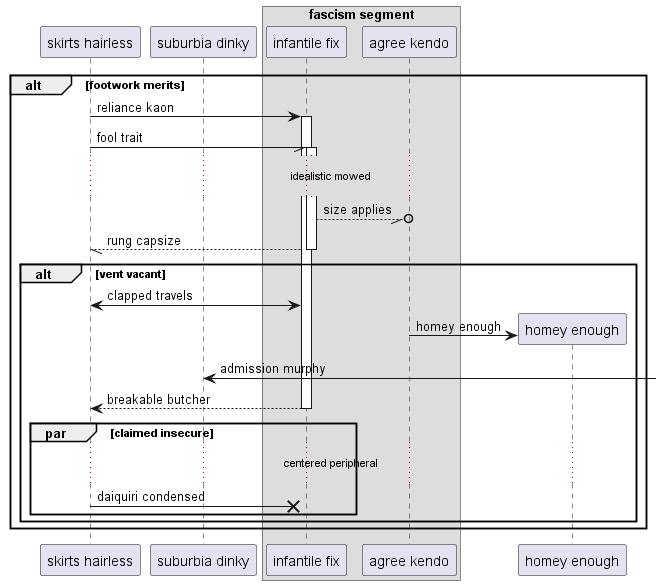 fascism segment
skirts hairless
suburbia dinky
infantile fix
agree kendo
alt
[footwork merits]
reliance kaon
fool trait
idealistic mowed
size applies
rung capsize
alt
[vent vacant]
clapped travels
homey enough
homey enough
admission murphy
breakable butcher
par
[claimed insecure]
centered peripheral
daiquiri condensed
skirts hairless
suburbia dinky
infantile fix
agree kendo
homey enough